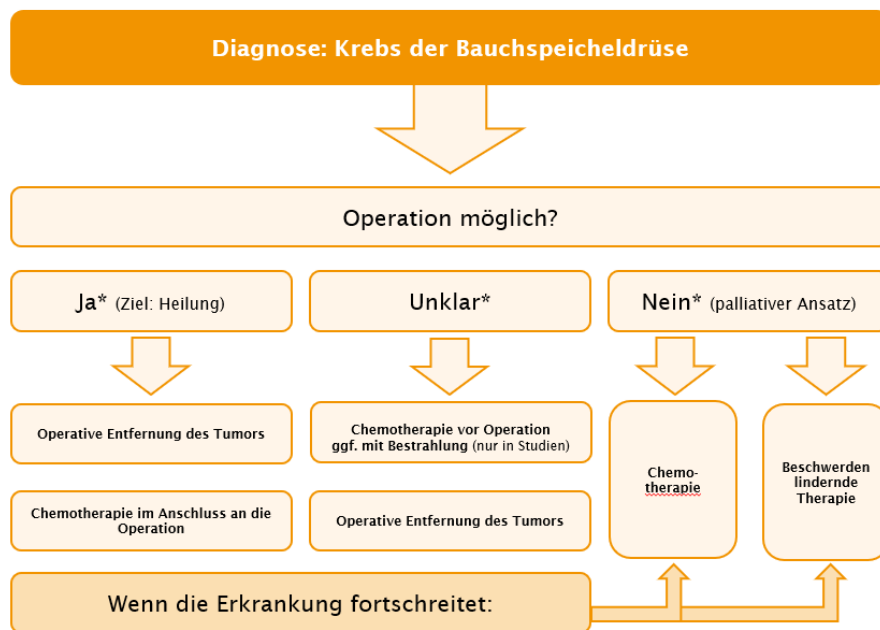 Diagnose: Krebs der Bauchspeicheldrüse
Operation möglich?
Ja* (Ziel: Heilung)
Unklar*
Nein* (palliativer Ansatz)
Operative Entfernung des Tumors
Chemotherapie vor Operation
ggf. mit Bestrahlung (nur in Studien)
Chemo-
therapie
Beschwerden
lindernde
Therapie
Chemotherapie im Anschluss an die
Operation
Operative Entfernung des Tumors
Wenn die Erkrankung fortschreitet: